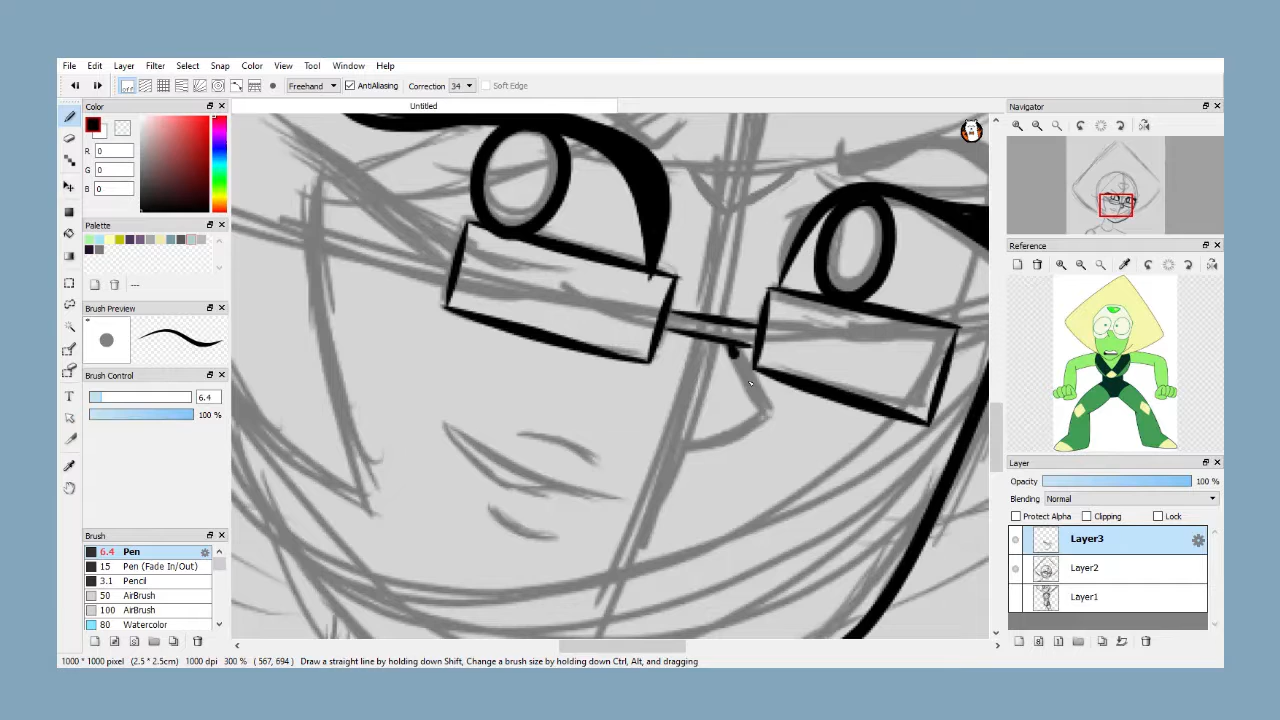 File Edit Layer Filter Select Snap Color View Tool Window Help
Freehand AntiAliasing Correction 34 Soft Edge
Color
R 0
G 0
B 0
Palette
---
Brush Preview
Brush Control
6.4
100 %
Brush
6.4 Pen
15 Pen (Fade In/Out)
3.1 Pencil
50 AirBrush
100 AirBrush
80 Watercolor
Untitled
Navigator
Reference
Layer
Opacity 100 %
Blending Normal
Protect Alpha Clipping Lock
Layer3
Layer2
Layer1
1000 * 1000 pixel (2.5 * 2.5cm) 1000 dpi 300 % ( 567, 694 ) Draw a straight line by holding down Shift, Change a brush size by holding down Ctrl, Alt, and dragging